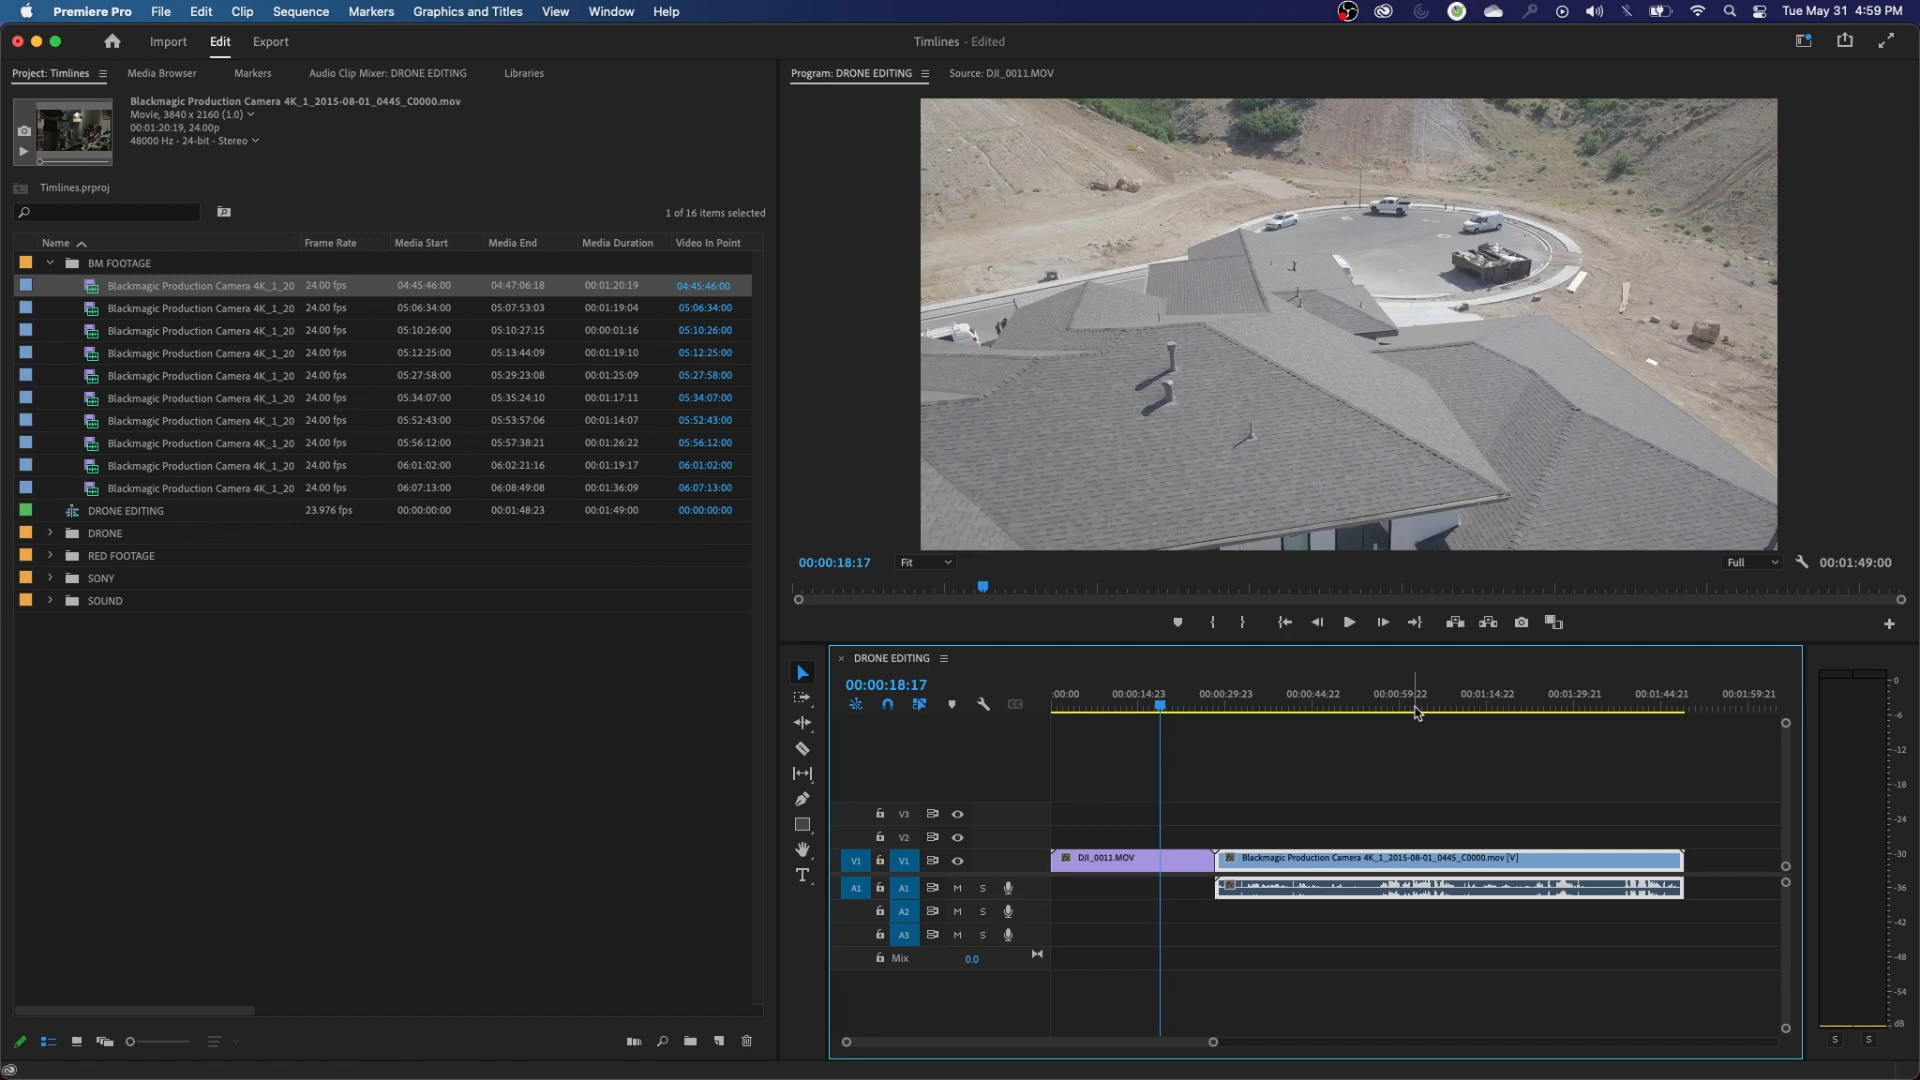 Premiere Pro File Edit Clip Sequence Markers Graphics and Titles View Window Help Tue May 31 4:59 PM
Import Edit Export Timlines - Edited
Project: Timlines Media Browser Markers Audio Clip Mixer: DRONE EDITING Libraries
Blackmagic Production Camera 4K_1_2015-08-01_0445_C0000.mov
Movie, 3840 x 2160 (1.0)
00:01:20:19, 24.00p
48000 Hz - 24-bit - Stereo
Timlines.prproj
1 of 16 items selected
Name Frame Rate Media Start Media End Media Duration Video In Point
BM FOOTAGE
Blackmagic Production Camera 4K_1_20 24.00 fps 04:45:46:00 04:47:06:18 00:01:20:19 04:45:46:00
Blackmagic Production Camera 4K_1_20 24.00 fps 05:06:34:00 05:07:53:03 00:01:19:04 05:06:34:00
Blackmagic Production Camera 4K_1_20 24.00 fps 05:10:26:00 05:10:27:15 00:00:01:16 05:10:26:00
Blackmagic Production Camera 4K_1_20 24.00 fps 05:12:25:00 05:13:44:09 00:01:19:10 05:12:25:00
Blackmagic Production Camera 4K_1_20 24.00 fps 05:27:58:00 05:29:23:08 00:01:25:09 05:27:58:00
Blackmagic Production Camera 4K_1_20 24.00 fps 05:34:07:00 05:35:24:10 00:01:17:11 05:34:07:00
Blackmagic Production Camera 4K_1_20 24.00 fps 05:52:43:00 05:53:57:06 00:01:14:07 05:52:43:00
Blackmagic Production Camera 4K_1_20 24.00 fps 05:56:12:00 05:57:38:21 00:01:26:22 05:56:12:00
Blackmagic Production Camera 4K_1_20 24.00 fps 06:01:02:00 06:02:21:16 00:01:19:17 06:01:02:00
Blackmagic Production Camera 4K_1_20 24.00 fps 06:07:13:00 06:08:49:08 00:01:36:09 06:07:13:00
DRONE EDITING 23.976 fps 00:00:00:00 00:01:48:23 00:01:49:00 00:00:00:00
DRONE
RED FOOTAGE
SONY
SOUND
Program: DRONE EDITING Source: DJI_0011.MOV
00:00:18:17 Fit Full 00:01:49:00
DRONE EDITING
00:00:18:17
:00:00 00:00:14:23 00:00:29:23 00:00:44:22 00:00:59:22 00:01:14:22 00:01:29:21 00:01:44:21 00:01:59:21
V3
V2
V1 V1 DJI_0011.MOV Blackmagic Production Camera 4K_1_2015-08-01_0445_C0000.mov [V]
A1 A1 M S
A2 M S
A3 M S
Mix 0.0
0
-6
-12
-18
-24
-30
-36
-42
-48
-54
dB
S S